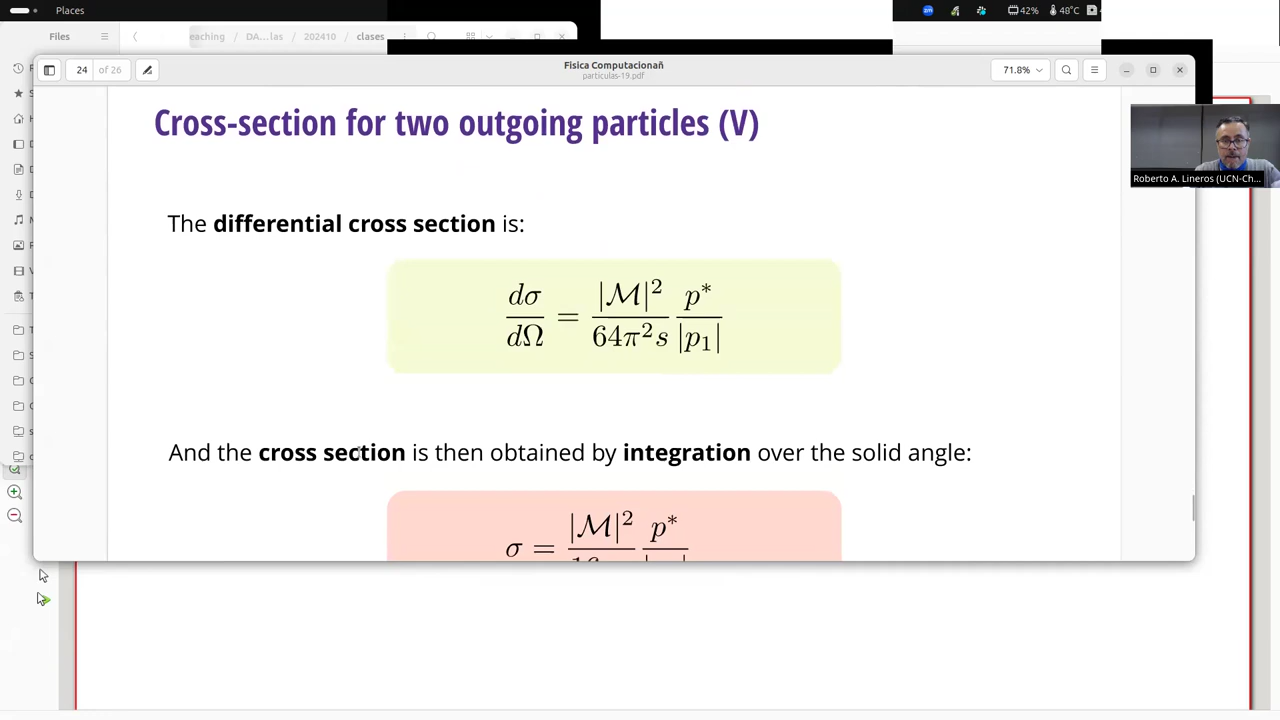 Places
42%
48°C
Files
eaching / DA...las / 202410 / clases
Fisica Computacionañ
particulas-19.pdf
24 of 26
71.8%
Cross-section for two outgoing particles (V)
Roberto A. Lineros (UCN-Ch...
The differential cross section is:
dσ/dΩ = |ℳ|²/64π²s p*/|p₁|
And the cross section is then obtained by integration over the solid angle:
σ = |ℳ|² p*